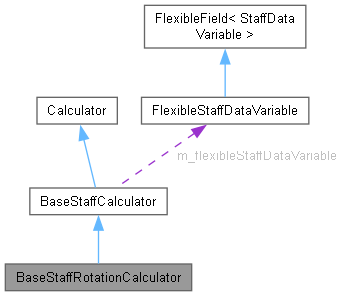 FlexibleField< StaffData
Variable >
Calculator
FlexibleStaffDataVariable
m_flexibleStaffDataVariable
BaseStaffCalculator
BaseStaffRotationCalculator